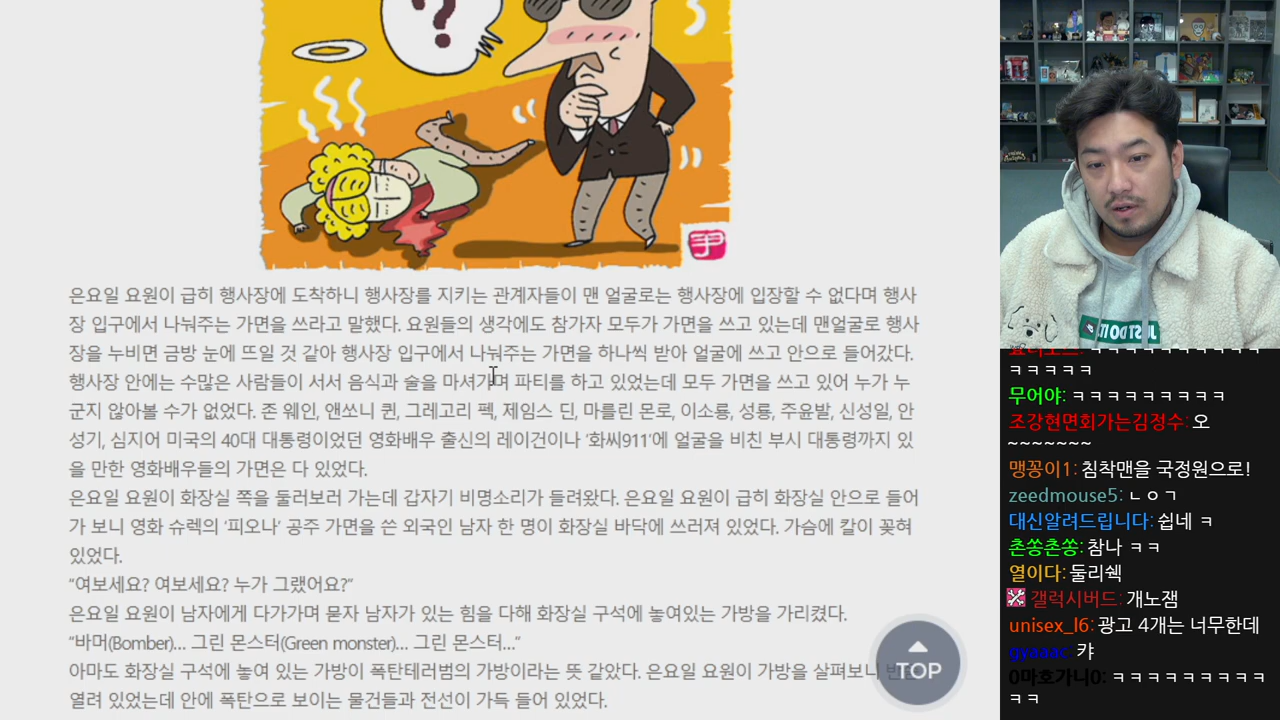 ?
은요일 요원이 급히 행사장에 도착하니 행사장를 지키는 관계자들이 맨 얼굴로는 행사장에 입장할 수 없다며 행사
장 입구에서 나눠주는 가면을 쓰라고 말했다. 요원들의 생각에도 참가자 모두가 가면을 쓰고 있는데 맨얼굴로 행사
장을 누비면 금방 눈에 뜨일 것 같아 행사장 입구에서 나눠주는 가면을 하나씩 받아 얼굴에 쓰고 안으로 들어갔다.
행사장 안에는 수많은 사람들이 서서 음식과 술을 마셔가며 파티를 하고 있었는데 모두 가면을 쓰고 있어 누가 누
군지 않아볼 수가 없었다. 존 웨인, 앤쏘니 퀸, 그레고리 펙, 제임스 딘, 마를린 몬로, 이소룡, 성룡, 주윤발, 신성일, 안
성기, 심지어 미국의 40대 대통령이었던 영화배우 출신의 레이건이나 '화씨911'에 얼굴을 비친 부시 대통령까지 있
을 만한 영화배우들의 가면은 다 있었다.
은요일 요원이 화장실 쪽을 둘러보러 가는데 갑자기 비명소리가 들려왔다. 은요일 요원이 급히 화장실 안으로 들어
가 보니 영화 슈렉의 '피오나' 공주 가면을 쓴 외국인 남자 한 명이 화장실 바닥에 쓰러져 있었다. 가슴에 칼이 꽂혀
있었다.
"여보세요? 여보세요? 누가 그랬어요?"
은요일 요원이 남자에게 다가가며 묻자 남자가 있는 힘을 다해 화장실 구석에 놓여있는 가방을 가리켰다.
"바머(Bomber)... 그린 몬스터(Green monster)... 그린 몬스터..."
아마도 화장실 구석에 놓여 있는 가방이 폭탄테러범의 가방이라는 뜻 같았다. 은요일 요원이 가방을 살펴보니
열려 있었는데 안에 폭탄으로 보이는 물건들과 전선이 가득 들어 있었다.
TOP
ㅋㅋㅋㅋㅋ
무어야: ㅋㅋㅋㅋㅋㅋㅋㅋㅋ
조강현면회가는김정수: 오
~~~~~~~
맹꽁이1: 침착맨을 국정원으로!
zeedmouse5: ㄴㅇㄱ
대신알려드립니다: 쉽네 ㅋ
촌쏭촌쏭: 참나 ㅋㅋ
열이다: 둘리쉑
갤럭시버드: 개노잼
unisex_l6: 광고 4개는 너무한데
gyaaac: 캬
0마호가니0: ㅋㅋㅋㅋㅋㅋㅋㅋㅋ
ㅋㅋ